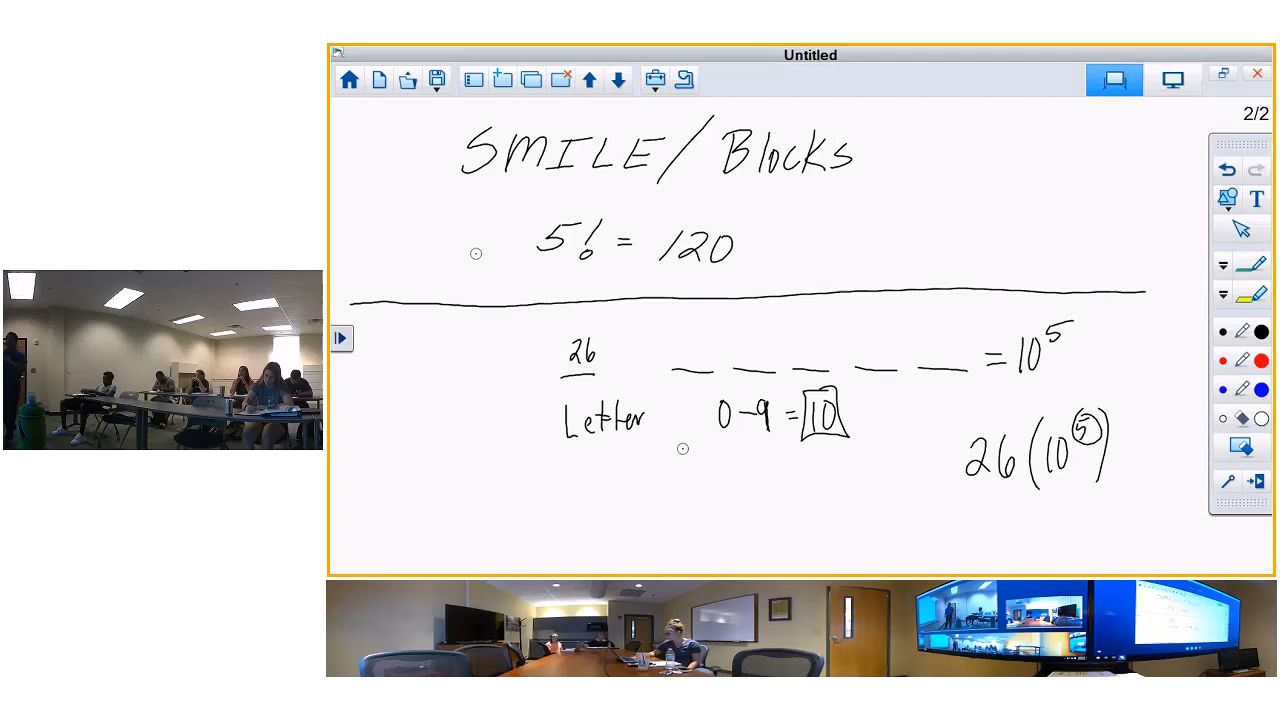 Untitled
2/2
SMILE/Blocks
5! = 120
26 _ _ _ _ _ = 10^5
Letter 0-9 = 10
26(10^5)
T